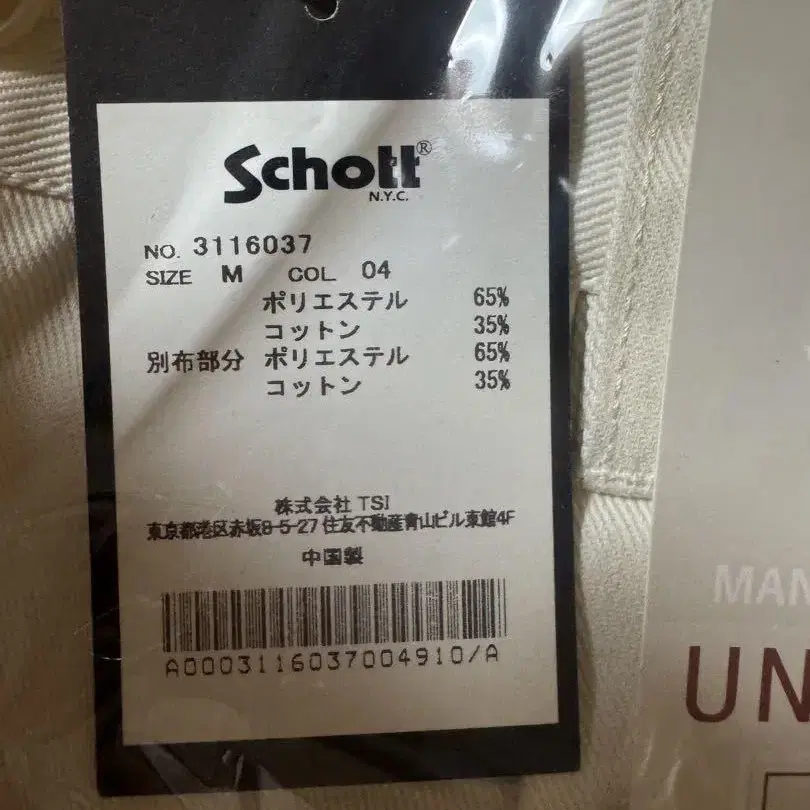 Schott®
N.Y.C.
NO. 3116037
SIZE M COL 04
ポリエステル 65%
コットン 35%
別布部分 ポリエステル 65%
コットン 35%
株式会社 TSI
東京都港区赤坂8-5-27 住友不動産青山ビル東館4F
中国製
A0003116037004910/A
MAN
UN